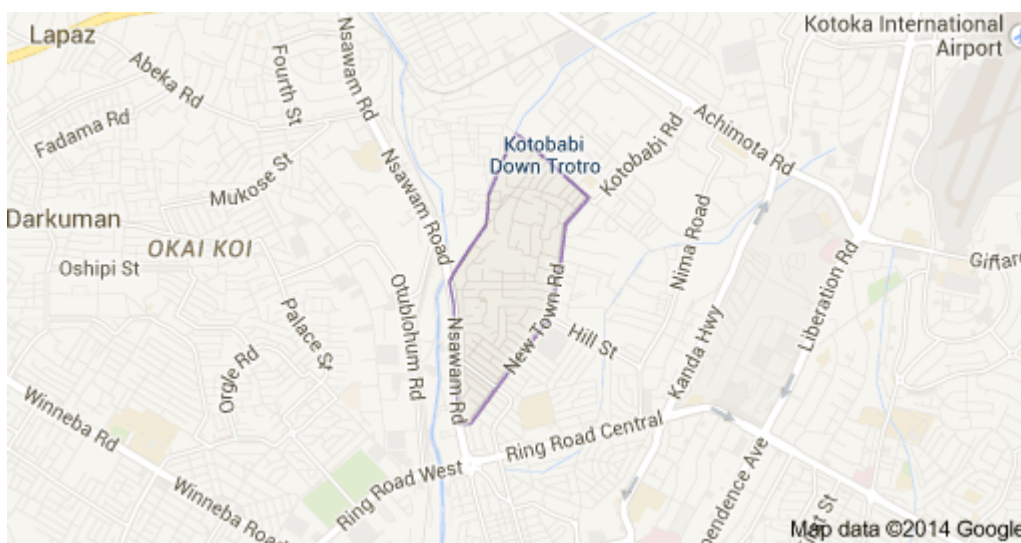 Lapaz
Kotoka International
Airport
Abeka Rd
Fourth St
Nsawam Rd
Fadama Rd
Mukose St
Nsawam Road
Kotobabi
Down Trotro
Kotobabi Rd
Achimota Rd
Darkuman
OKAI KOI
Oshipi St
Otublohum Rd
Palace St
Orgle Rd
Nsawam Rd
New Town Rd
Hill St
Nima Road
Kanda Hwy
Liberation Rd
Giffard
Winneba Rd
Winneba Road
Ring Road West
Ring Road Central
pendence Ave
St
Map data ©2014 Google